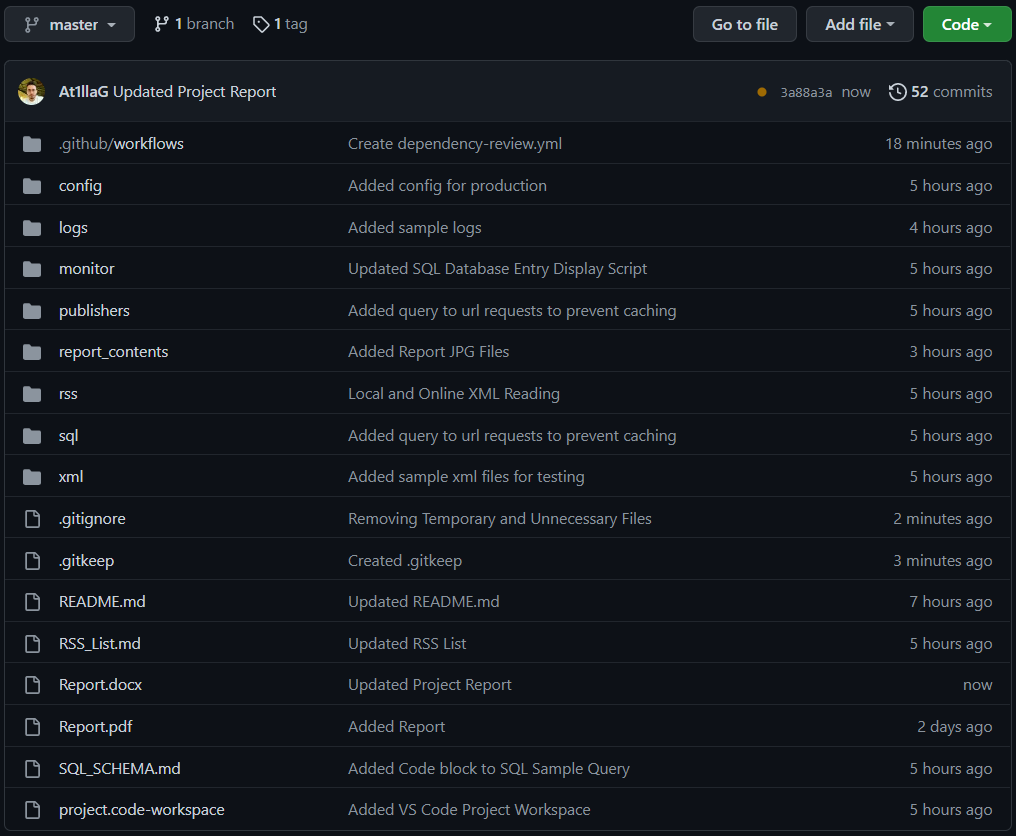 master 1 branch 1 tag Go to file Add file Code
At1llaG Updated Project Report 3a88a3a now 52 commits
.github/workflows Create dependency-review.yml 18 minutes ago
config Added config for production 5 hours ago
logs Added sample logs 4 hours ago
monitor Updated SQL Database Entry Display Script 5 hours ago
publishers Added query to url requests to prevent caching 5 hours ago
report_contents Added Report JPG Files 3 hours ago
rss Local and Online XML Reading 5 hours ago
sql Added query to url requests to prevent caching 5 hours ago
xml Added sample xml files for testing 5 hours ago
.gitignore Removing Temporary and Unnecessary Files 2 minutes ago
.gitkeep Created .gitkeep 3 minutes ago
README.md Updated README.md 7 hours ago
RSS_List.md Updated RSS List 5 hours ago
Report.docx Updated Project Report now
Report.pdf Added Report 2 days ago
SQL_SCHEMA.md Added Code block to SQL Sample Query 5 hours ago
project.code-workspace Added VS Code Project Workspace 5 hours ago